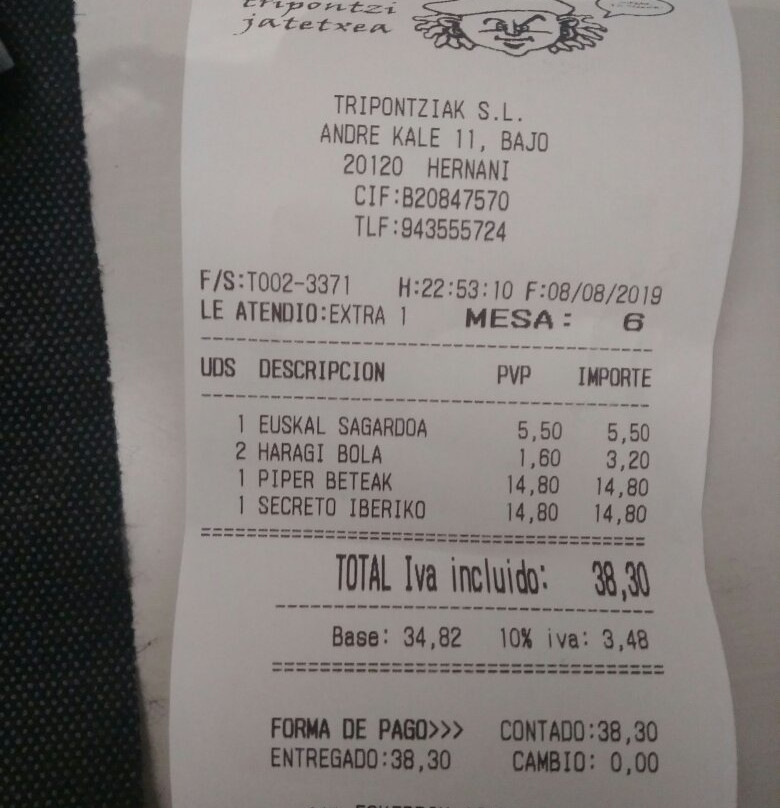 tripontzi
jatetxea
TRIPONTZIAK S.L.
ANDRE KALE 11, BAJO
20120 HERNANI
CIF:B20847570
TLF:943555724
F/S:T002-3371 H:22:53:10 F:08/08/2019
LE ATENDIO:EXTRA 1 MESA: 6
UDS DESCRIPCION PVP IMPORTE
1 EUSKAL SAGARDOA 5,50 5,50
2 HARAGI BOLA 1,60 3,20
1 PIPER BETEAK 14,80 14,80
1 SECRETO IBERIKO 14,80 14,80
TOTAL Iva incluido: 38,30
Base: 34,82 10% iva: 3,48
FORMA DE PAGO>>> CONTADO:38,30
ENTREGADO:38,30 CAMBIO: 0,00